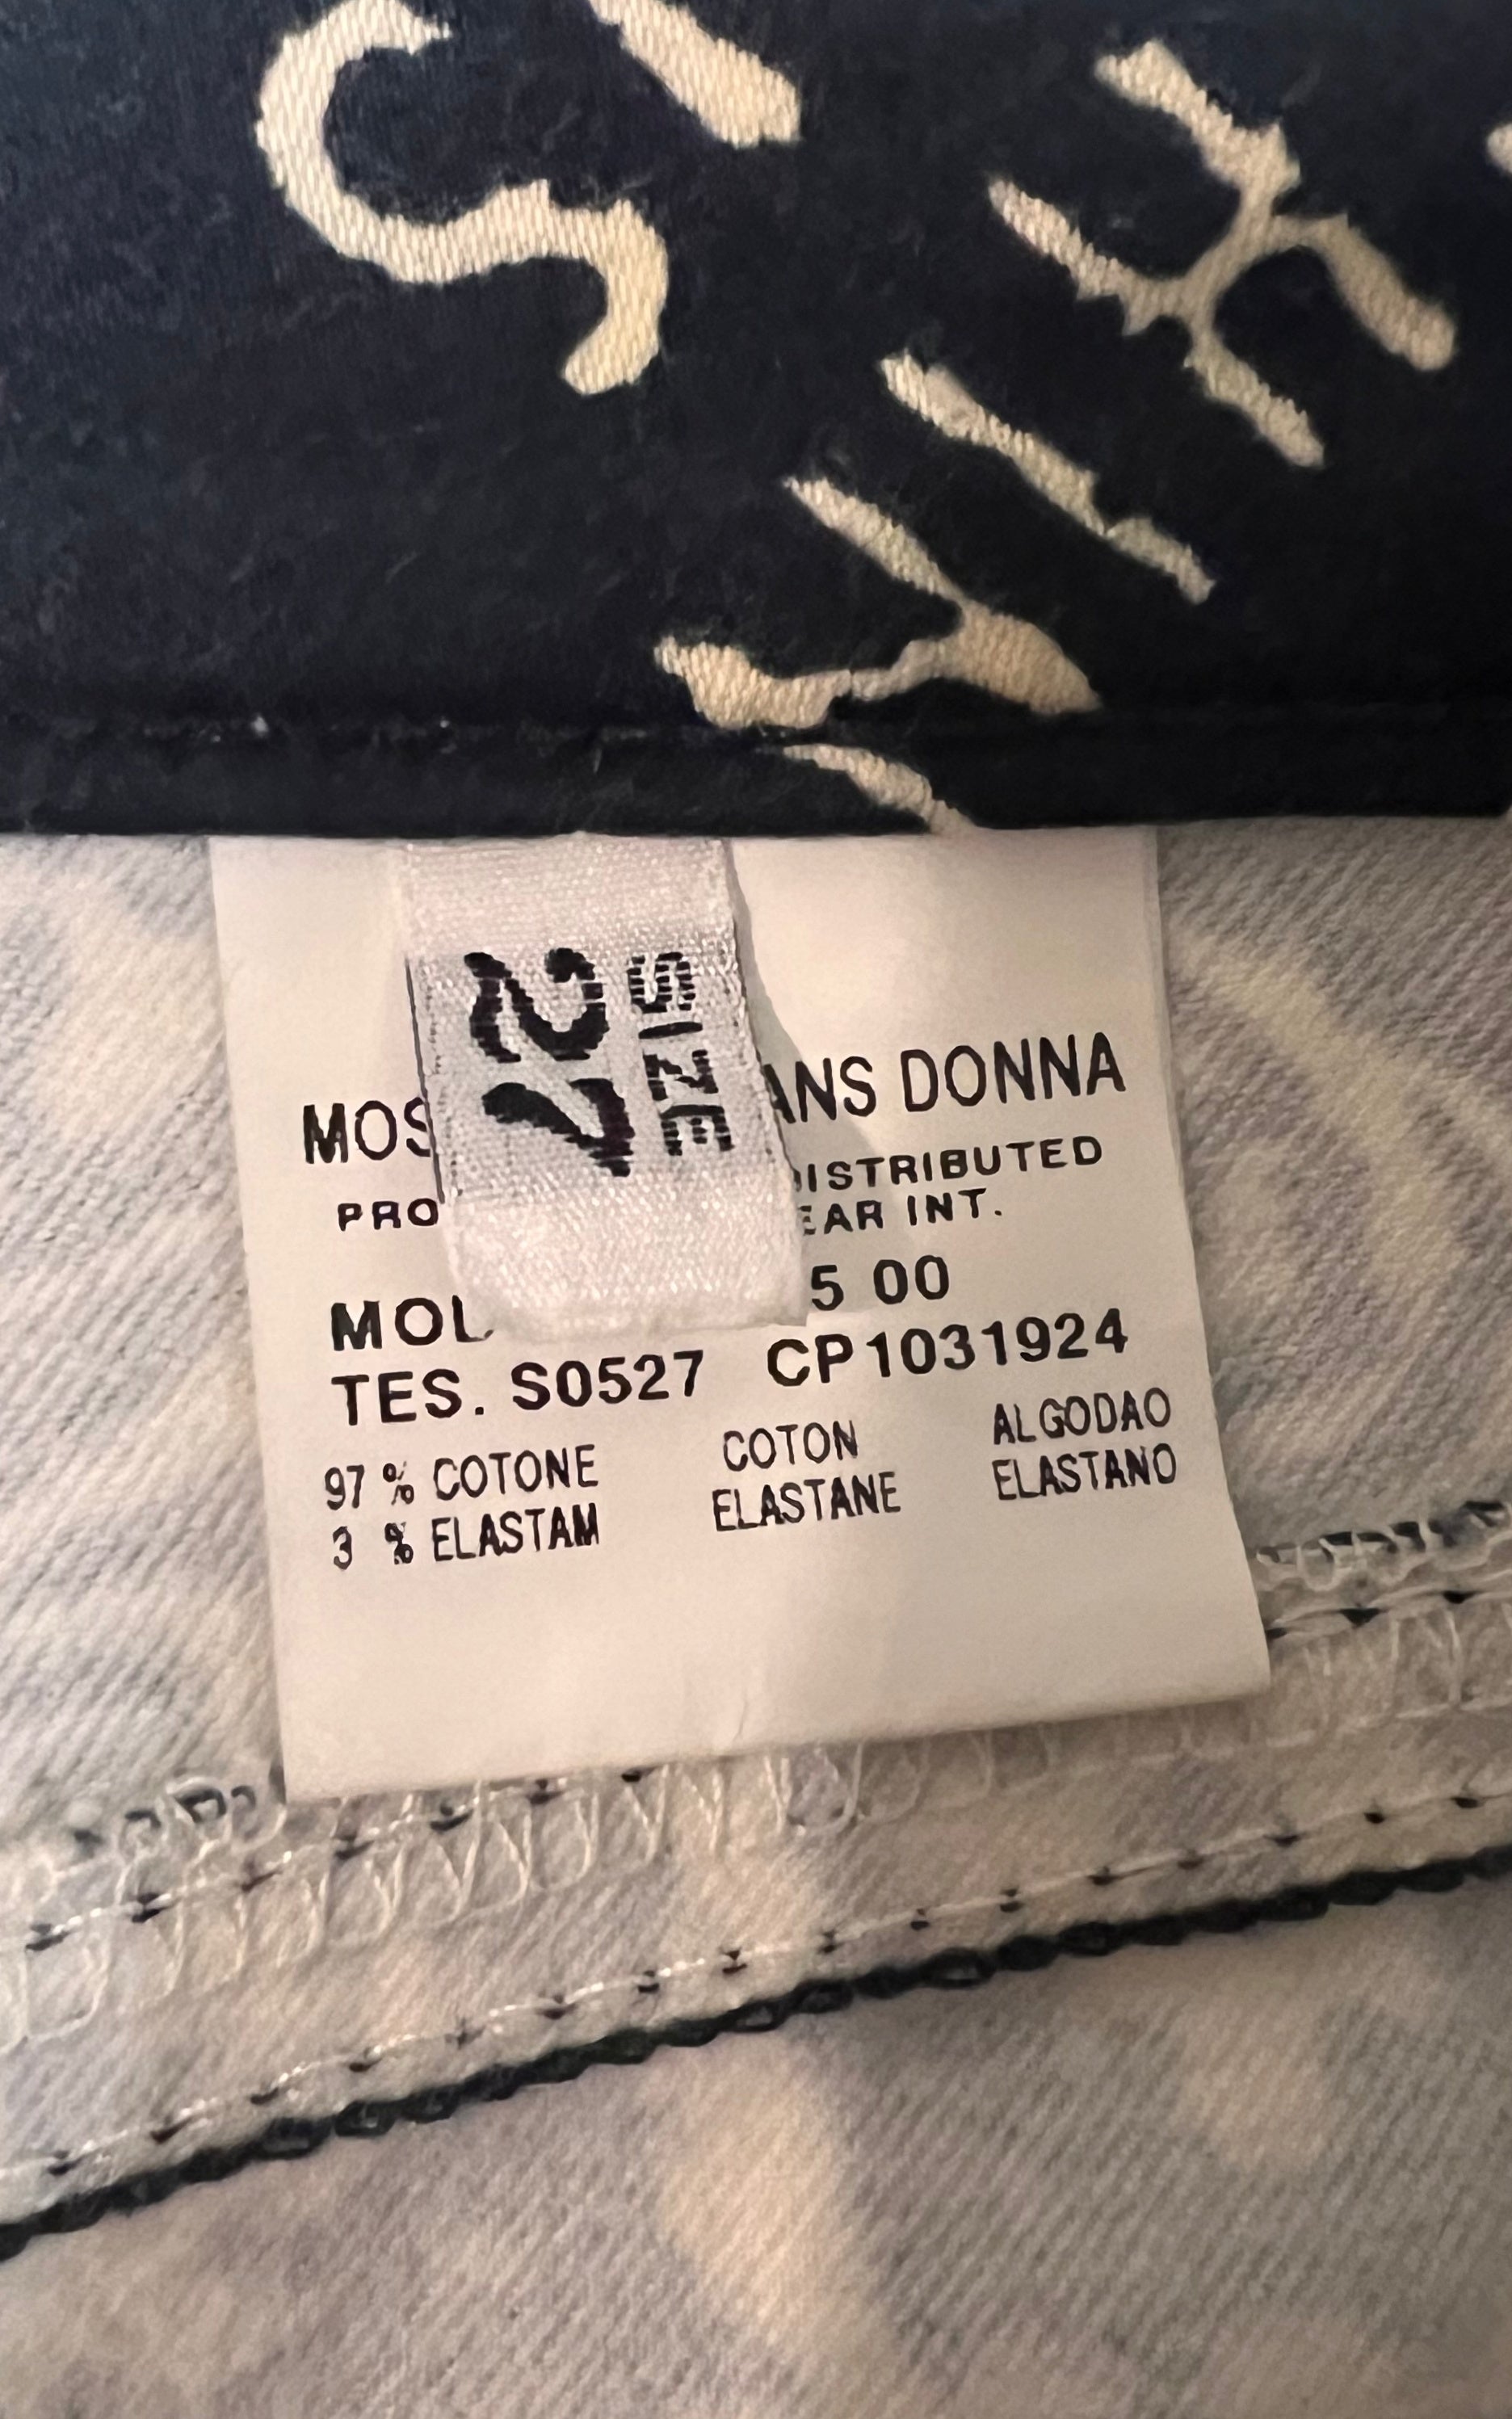 SIZE
27
MOS ANS DONNA
PRO DISTRIBUTED
EAR INT.
MOL 5 00
TES. S0527 CP1031924
97 % COTONE COTON ALGODAO
3 % ELASTAM ELASTANE ELASTANO